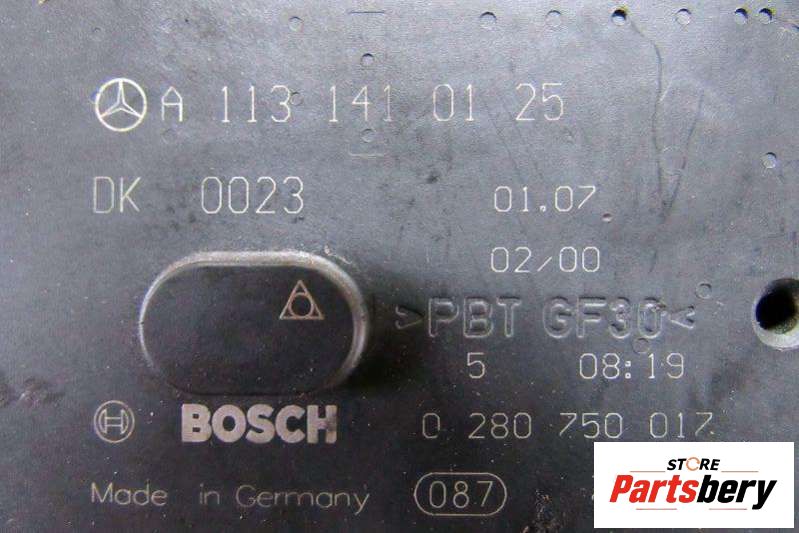 A 113 141 01 25
DK 0023 01.07
02/00
>PBT GF30<
5 08:19
BOSCH 0 280 750 017
Made in Germany 087
STORE
Partsbery